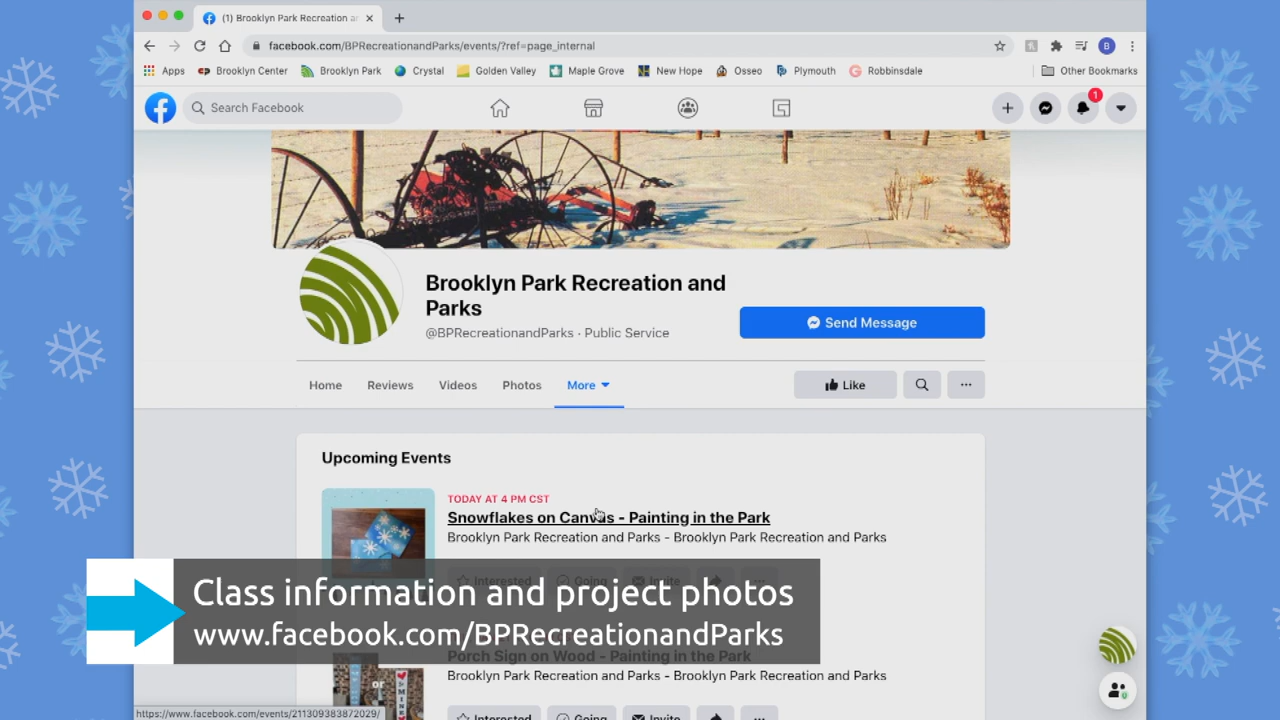 (1) Brooklyn Park Recreation ar
facebook.com/BPRecreationandParks/events/?ref=page_internal
B
Apps Brooklyn Center Brooklyn Park Crystal Golden Valley Maple Grove New Hope Osseo Plymouth Robbinsdale Other Bookmarks
Search Facebook
1
Brooklyn Park Recreation and
Parks
@BPRecreationandParks · Public Service
Send Message
Home Reviews Videos Photos More
Like
Upcoming Events
TODAY AT 4 PM CST
Snowflakes on Canvas - Painting in the Park
Brooklyn Park Recreation and Parks - Brooklyn Park Recreation and Parks
Interested Going Invite
Class information and project photos
www.facebook.com/BPRecreationandParks
Porch Sign on Wood - Painting in the Park
Brooklyn Park Recreation and Parks - Brooklyn Park Recreation and Parks
or
Interested Going Invite
https://www.facebook.com/events/211309383872029/